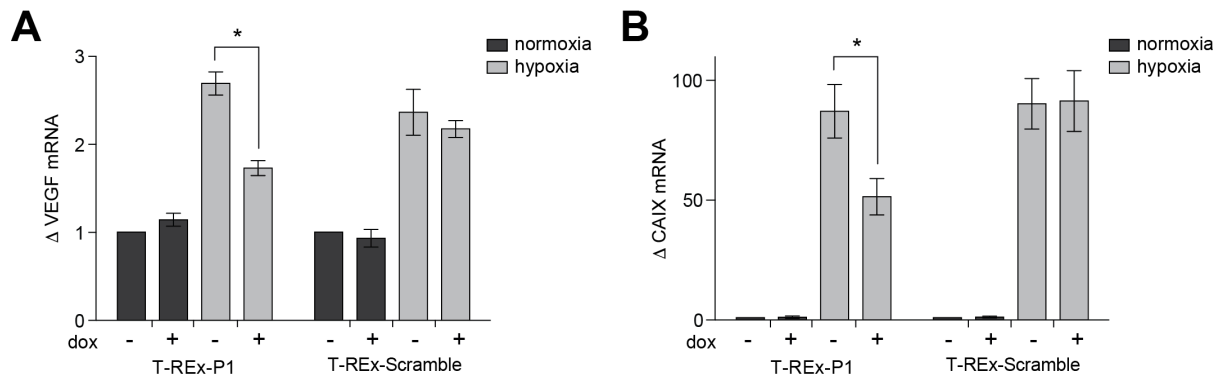 A
normoxia
hypoxia
*
Δ VEGF mRNA
3
2
1
0
dox - + - + - + - +
T-REx-P1 T-REx-Scramble
B
normoxia
hypoxia
*
Δ CAIX mRNA
100
50
0
dox - + - + - + - +
T-REx-P1 T-REx-Scramble